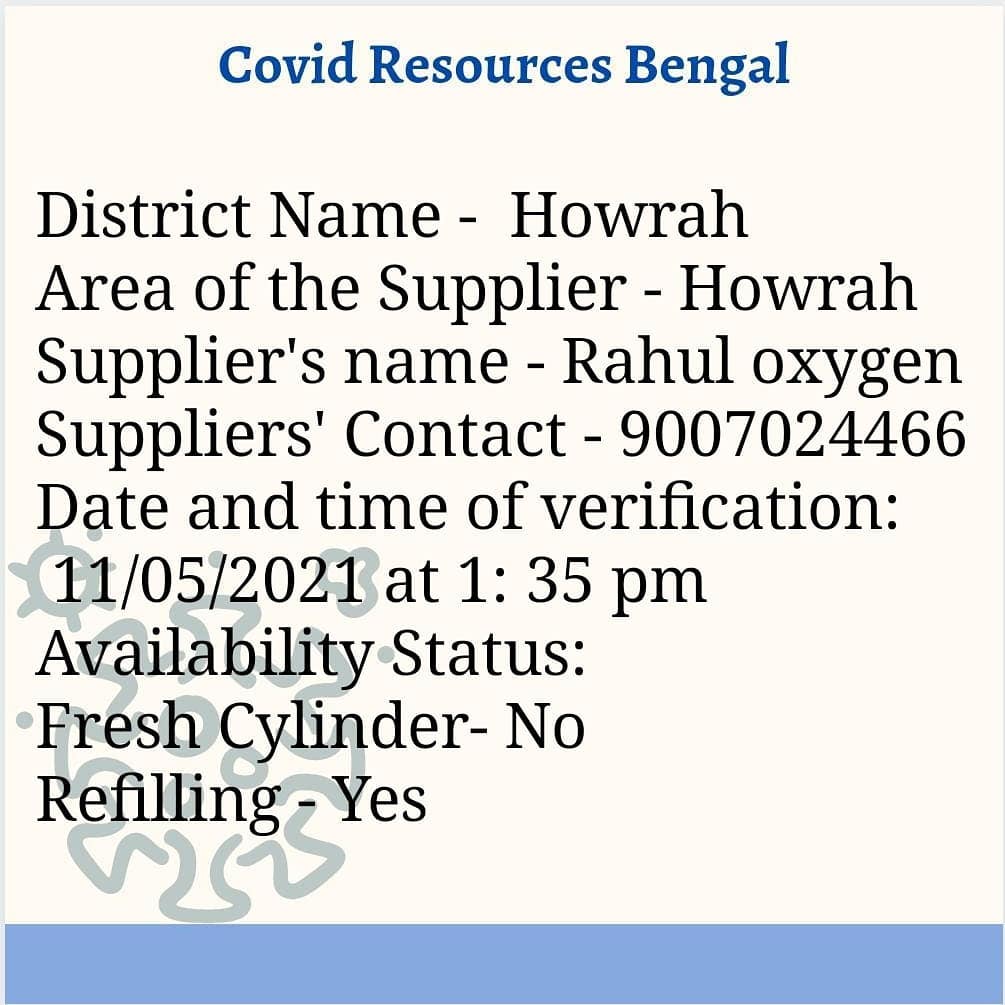 Covid Resources Bengal
District Name -  Howrah
Area of the Supplier - Howrah
Supplier's name - Rahul oxygen
Suppliers' Contact - 9007024466
Date and time of verification:
11/05/2021 at 1: 35 pm
Availability Status:
Fresh Cylinder- No
Refilling - Yes